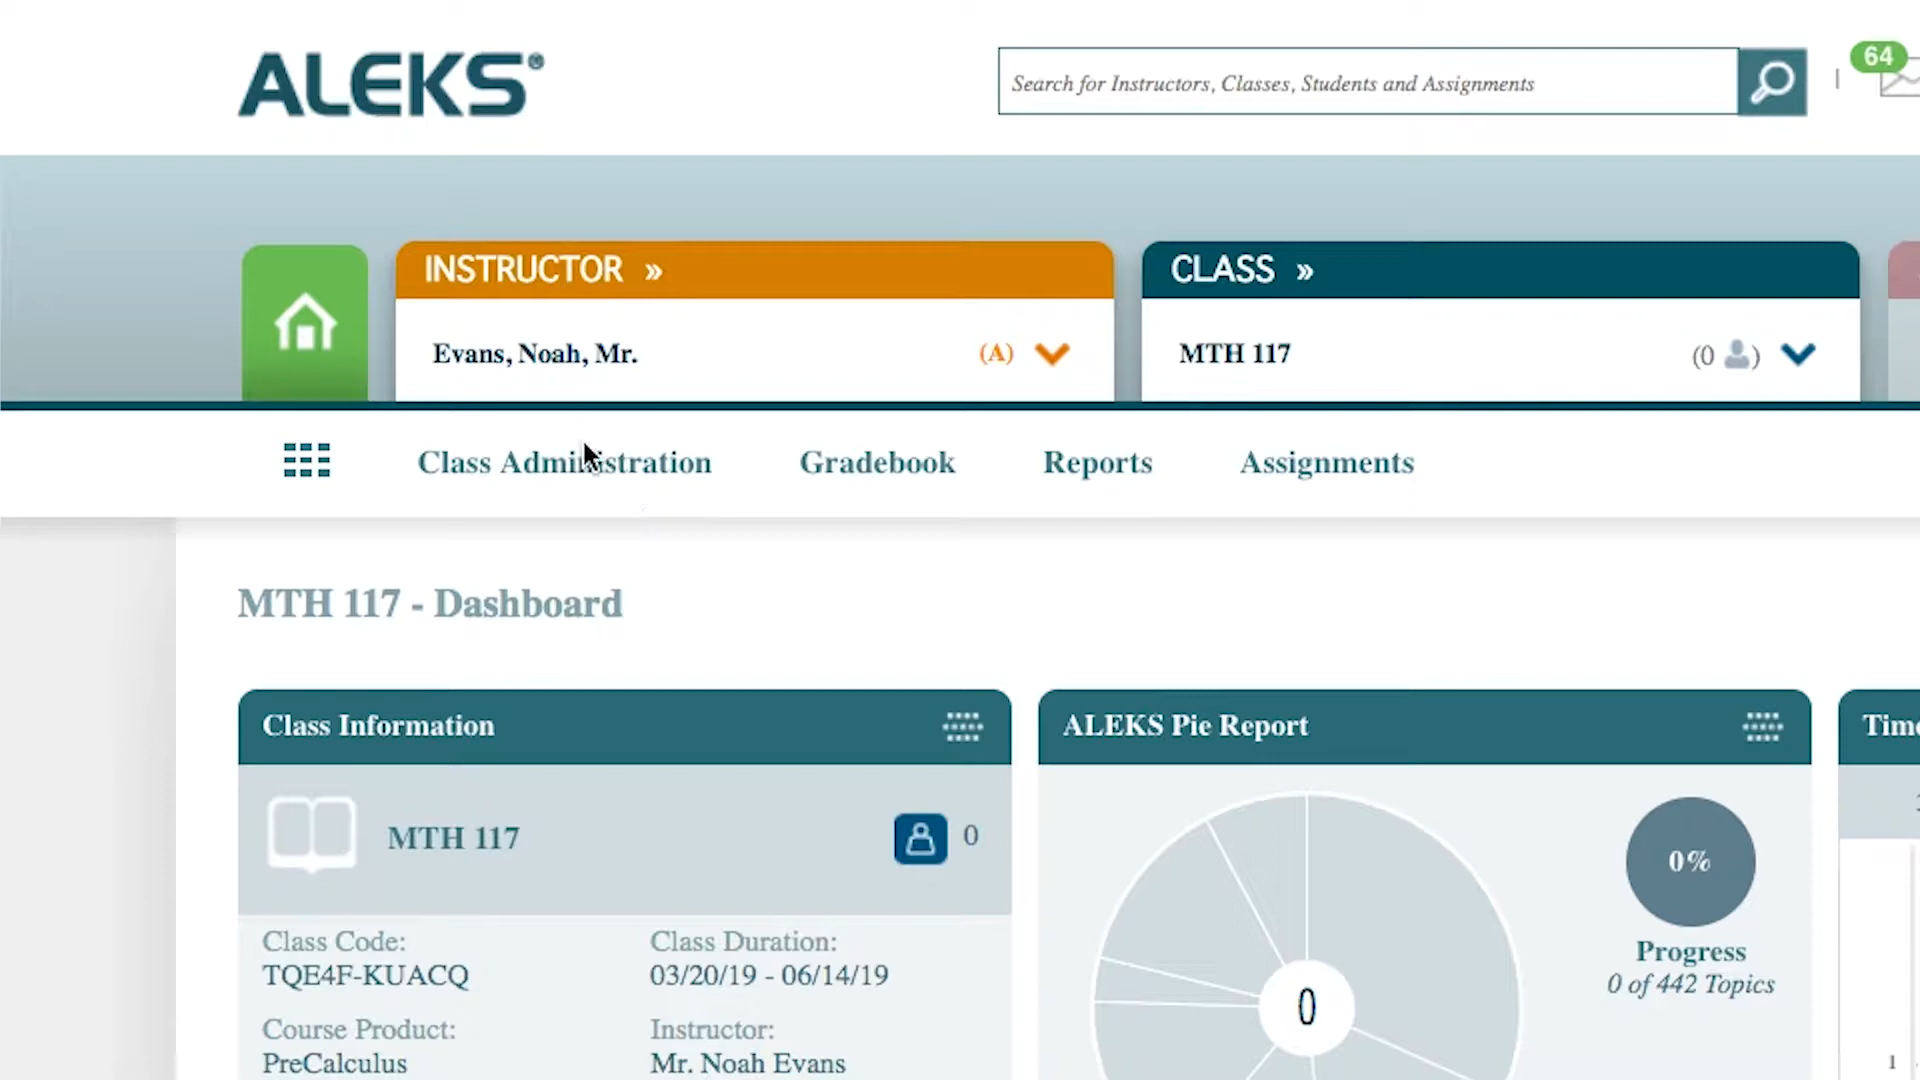 ALEKS®
Search for Instructors, Classes, Students and Assignments
64
INSTRUCTOR »
CLASS »
Evans, Noah, Mr.
(A)
MTH 117
(0 )
Class Administration
Gradebook
Reports
Assignments
MTH 117 - Dashboard
Class Information
ALEKS Pie Report
MTH 117
0
0%
Progress
0 of 442 Topics
Class Code:
TQE4F-KUACQ
Class Duration:
03/20/19 - 06/14/19
0
Course Product:
PreCalculus
Instructor:
Mr. Noah Evans
1